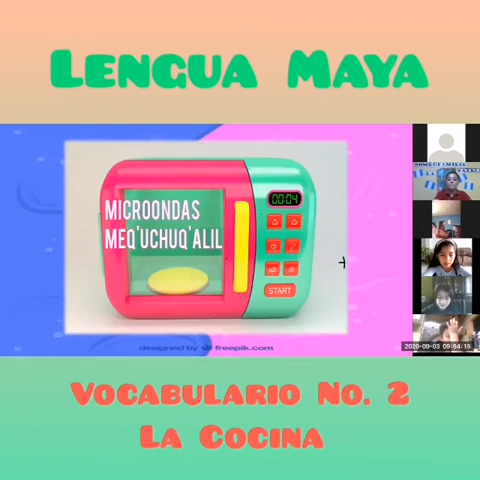 LENGUA MAYA
MICROONDAS
MEQ'UCHUQ'ALIL
00:04
START
designed by freepik.com
2020-09-03 09:54:15
VOCABULARIO NO. 2
LA COCINA